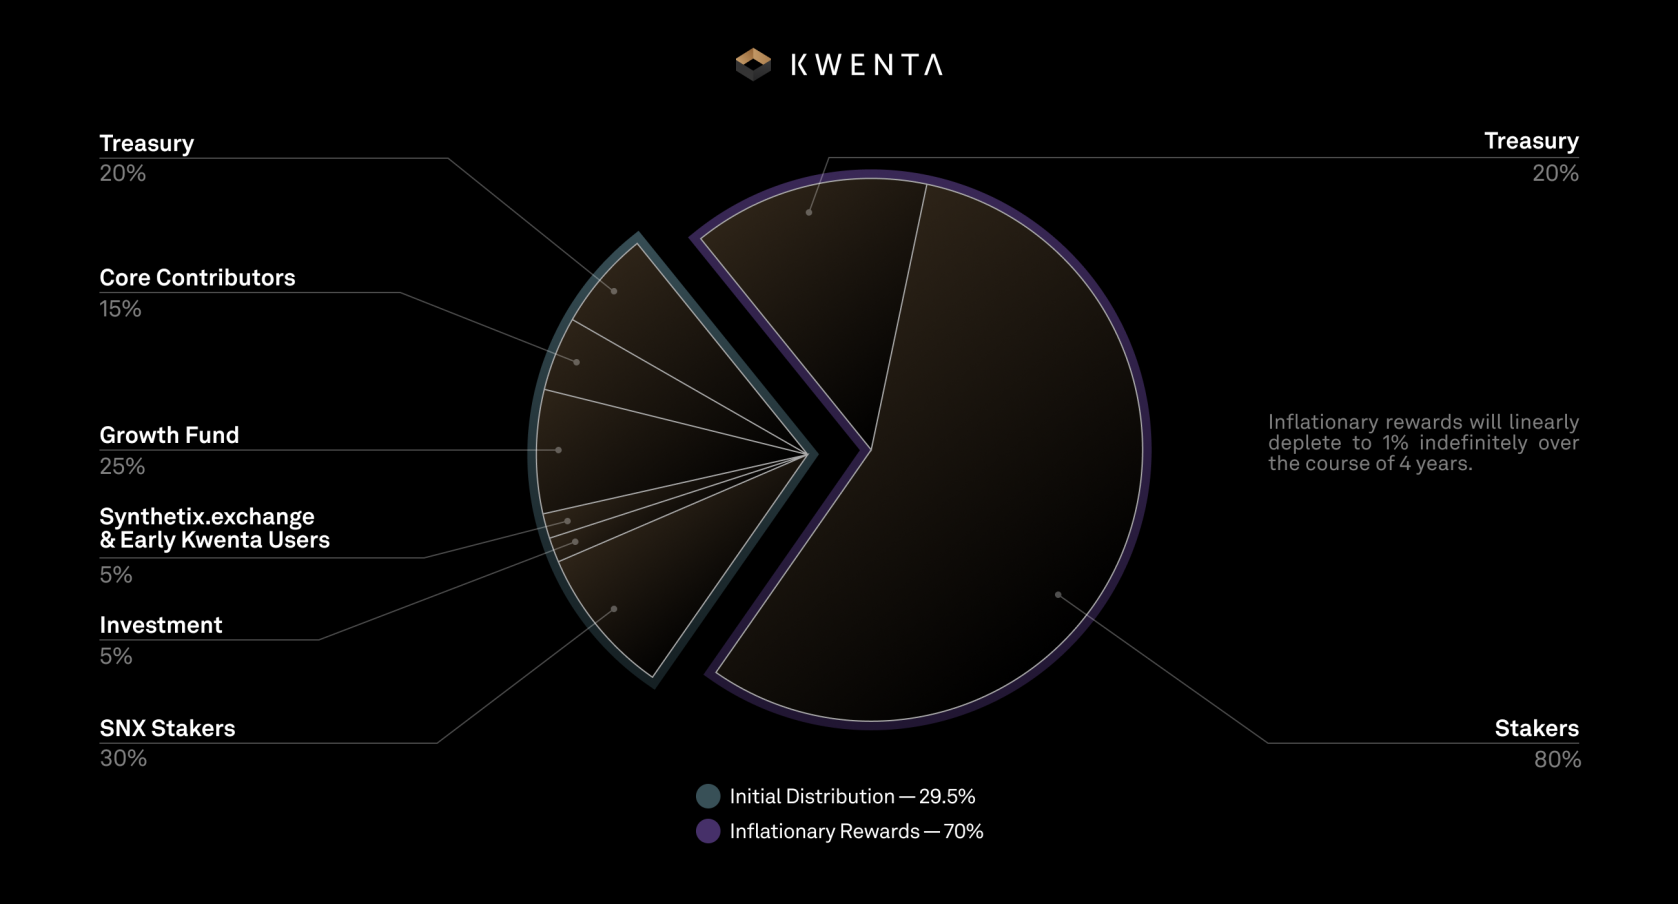 KWENTA
Treasury
20%
Core Contributors
15%
Growth Fund
25%
Synthetix.exchange
& Early Kwenta Users
5%
Investment
5%
SNX Stakers
30%
Treasury
20%
Inflationary rewards will linearly
deplete to 1% indefinitely over
the course of 4 years.
Stakers
80%
Initial Distribution — 29.5%
Inflationary Rewards — 70%